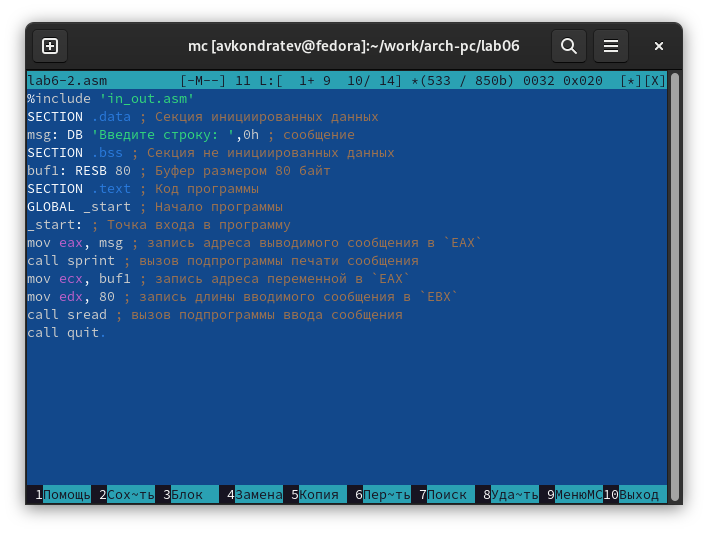 mc [avkondratev@fedora]:~/work/arch-pc/lab06
lab6-2.asm [-M--] 11 L:[ 1+ 9 10/ 14] *(533 / 850b) 0032 0x020 [*][X]
%include 'in_out.asm'
SECTION .data ; Секция инициированных данных
msg: DB 'Введите строку: ',0h ; сообщение
SECTION .bss ; Секция не инициированных данных
buf1: RESB 80 ; Буфер размером 80 байт
SECTION .text ; Код программы
GLOBAL _start ; Начало программы
_start: ; Точка входа в программу
mov eax, msg ; запись адреса выводимого сообщения в `EAX`
call sprint ; вызов подпрограммы печати сообщения
mov ecx, buf1 ; запись адреса переменной в `EAX`
mov edx, 80 ; запись длины вводимого сообщения в `EBX`
call sread ; вызов подпрограммы ввода сообщения
call quit.
1Помощь 2Сох~ть 3Блок 4Замена 5Копия 6Пер~ть 7Поиск 8Уда~ть 9МенюМС 10Выход